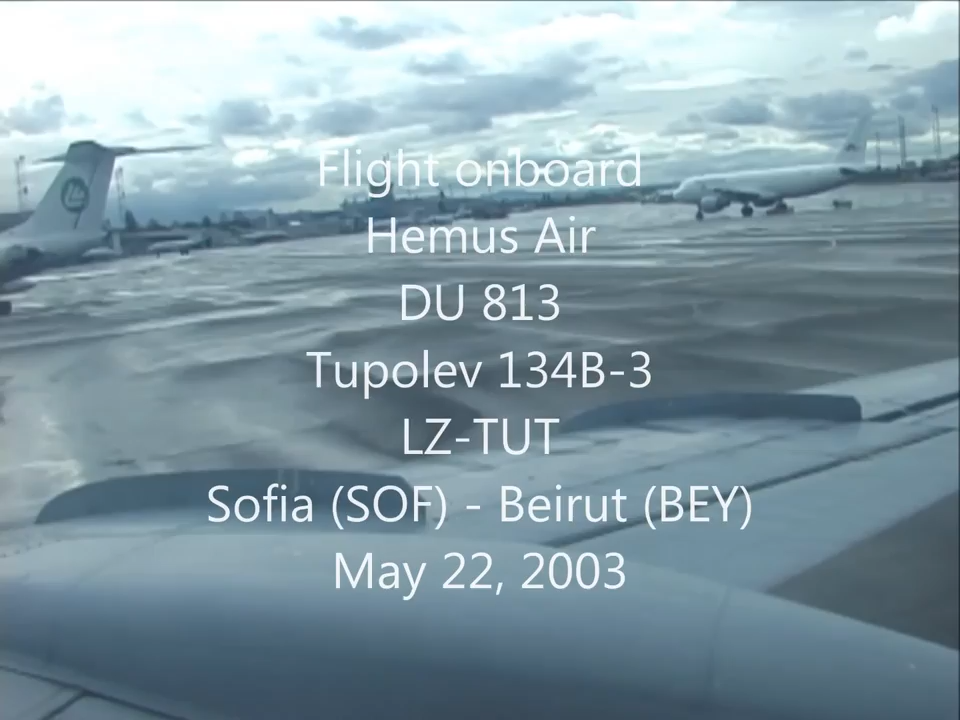 Flight onboard
Hemus Air
DU 813
Tupolev 134B-3
LZ-TUT
Sofia (SOF) - Beirut (BEY)
May 22, 2003